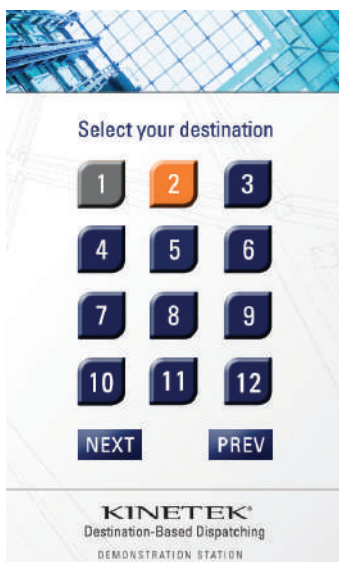 Select your destination
1 2 3
4 5 6
7 8 9
10 11 12
NEXT PREV
KINETEK®
Destination-Based Dispatching
DEMONSTRATION STATION